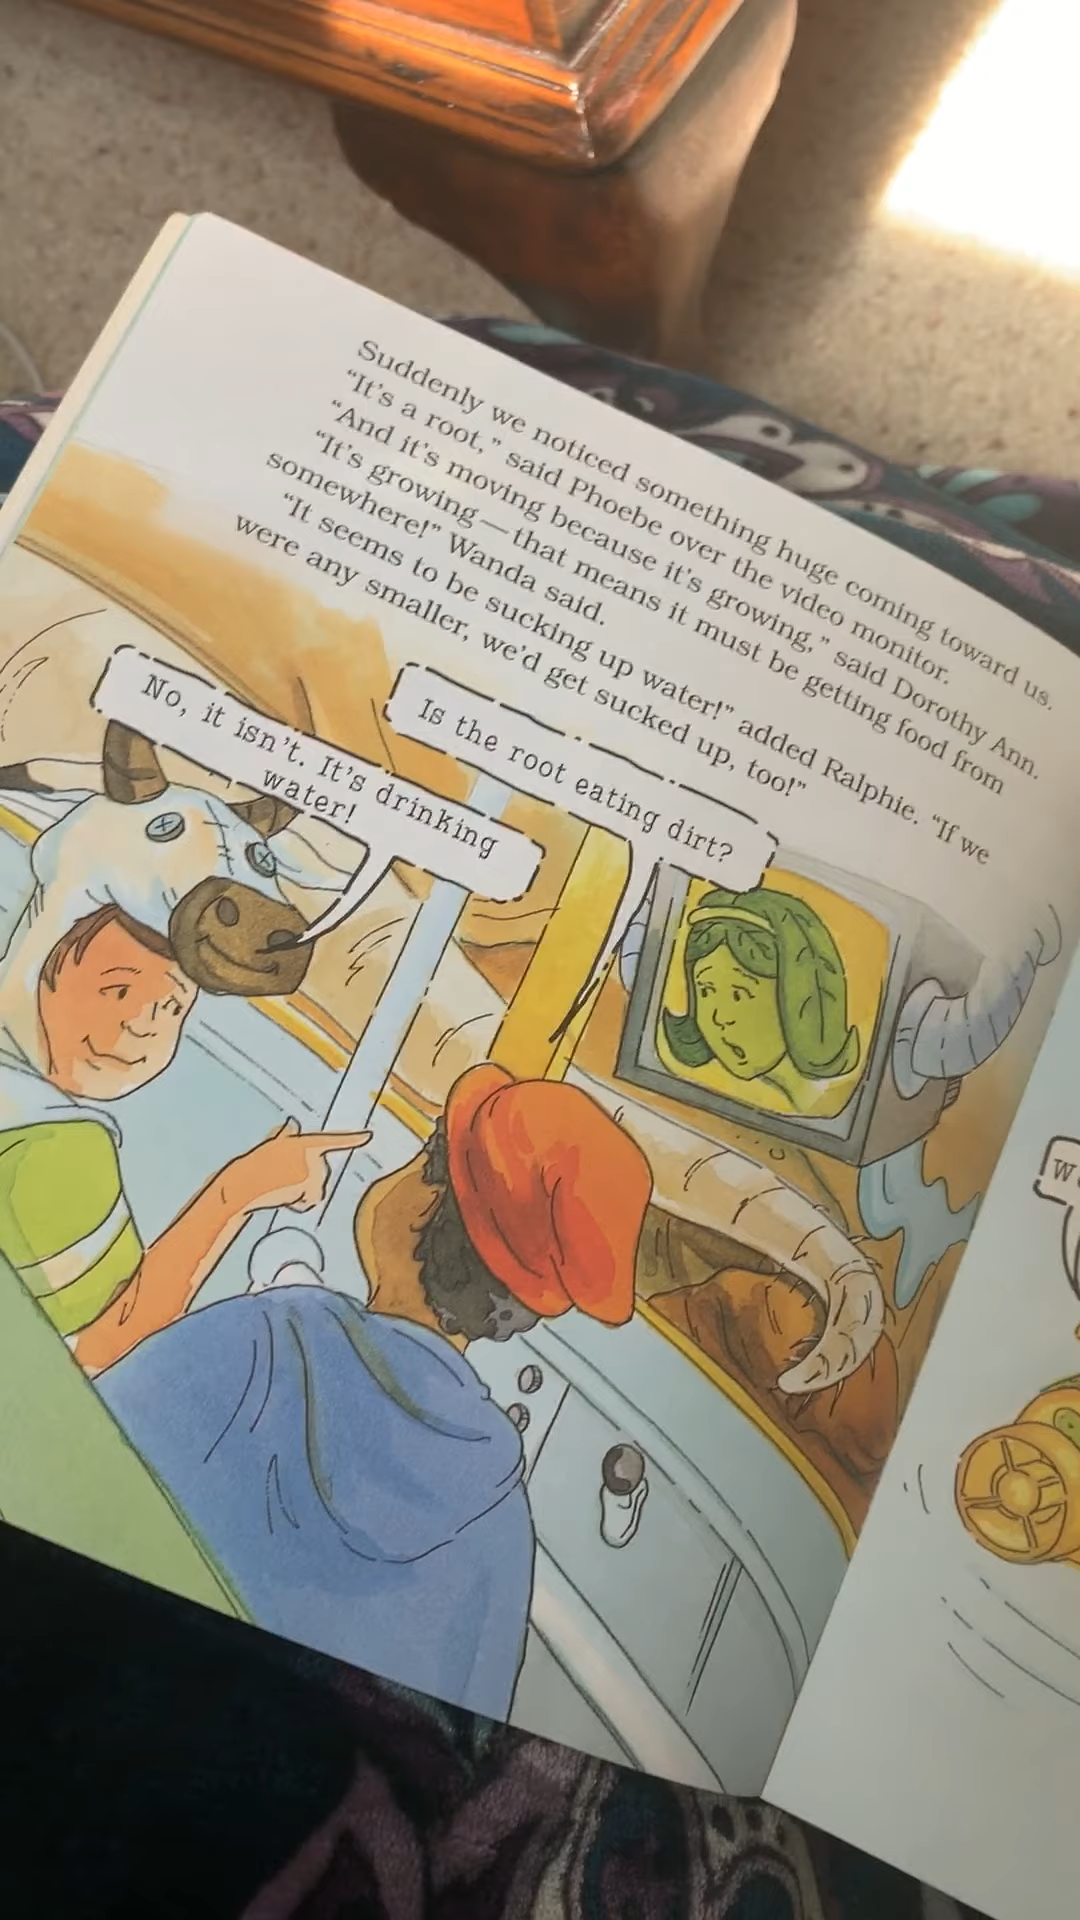 Suddenly we noticed something huge coming toward us.
“It’s a root,” said Phoebe over the video monitor.
“And it’s moving because it’s growing,” said Dorothy Ann.
“It’s growing—that means it must be getting food from
somewhere!” Wanda said.
“It seems to be sucking up water!” added Ralphie. “If we
were any smaller, we’d get sucked up, too!”
No, it isn’t. It’s drinking
water!
Is the root eating dirt?